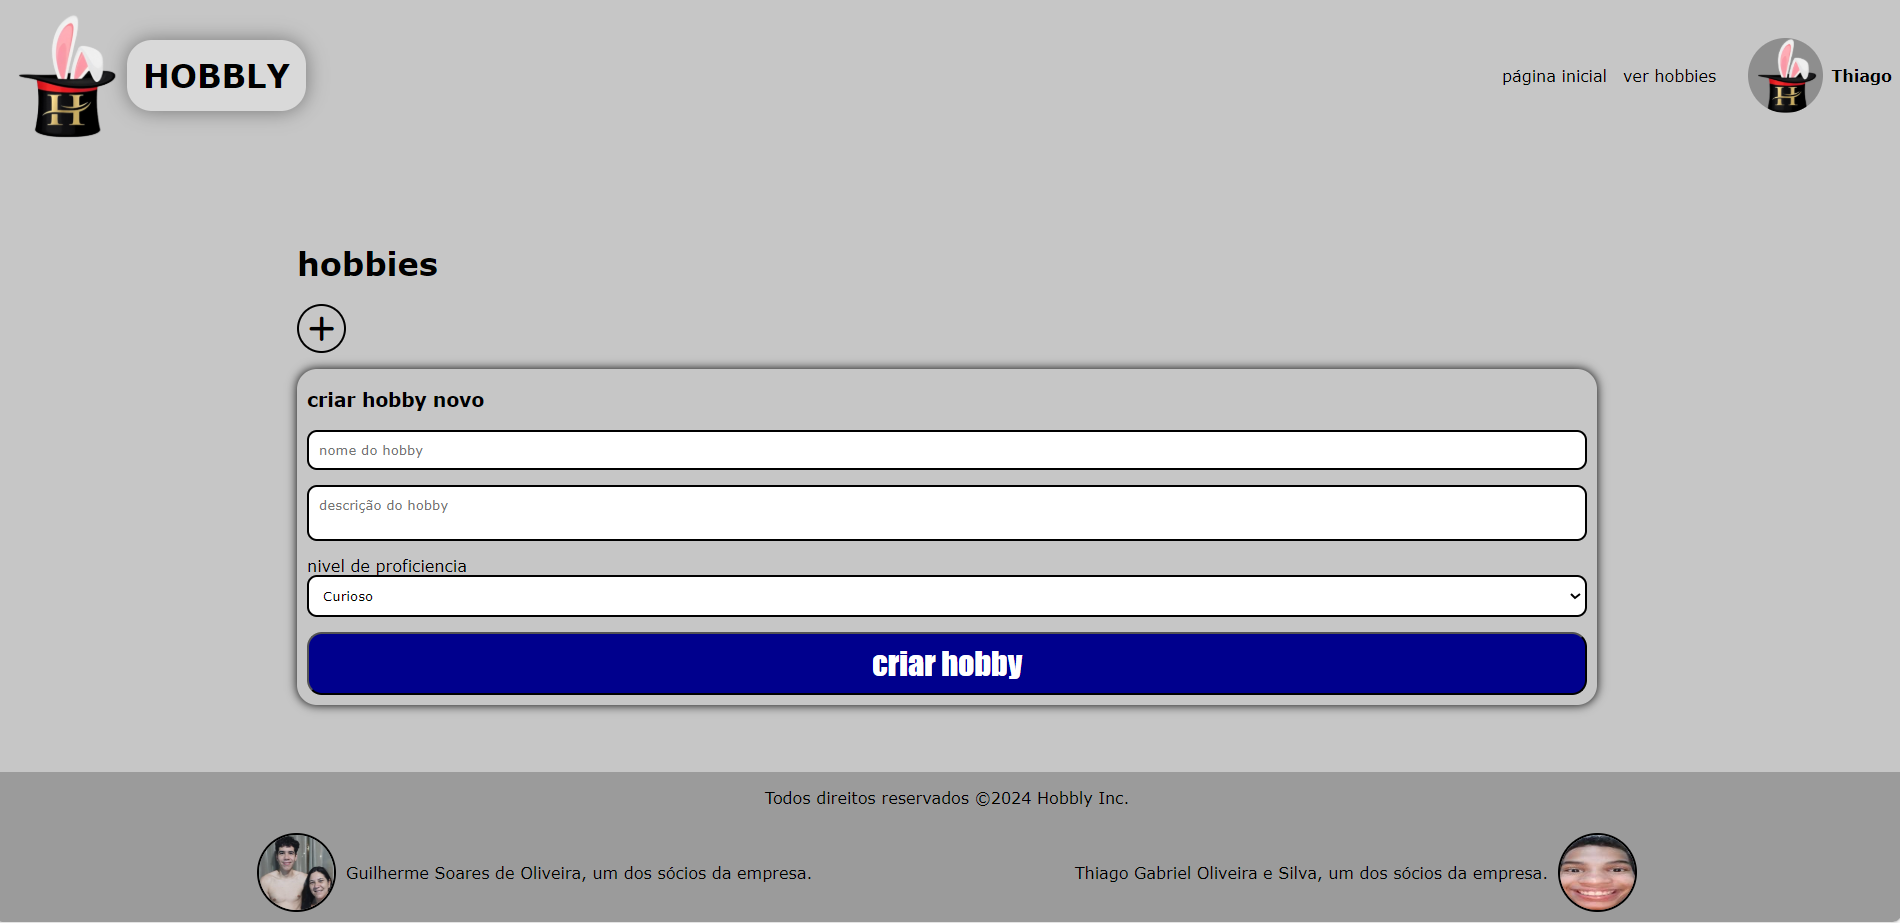 H
HOBBLY
página inicial ver hobbies
H
Thiago
hobbies
criar hobby novo
nome do hobby
descrição do hobby
nivel de proficiencia
Curioso
criar hobby
Todos direitos reservados ©2024 Hobbly Inc.
Guilherme Soares de Oliveira, um dos sócios da empresa.
Thiago Gabriel Oliveira e Silva, um dos sócios da empresa.